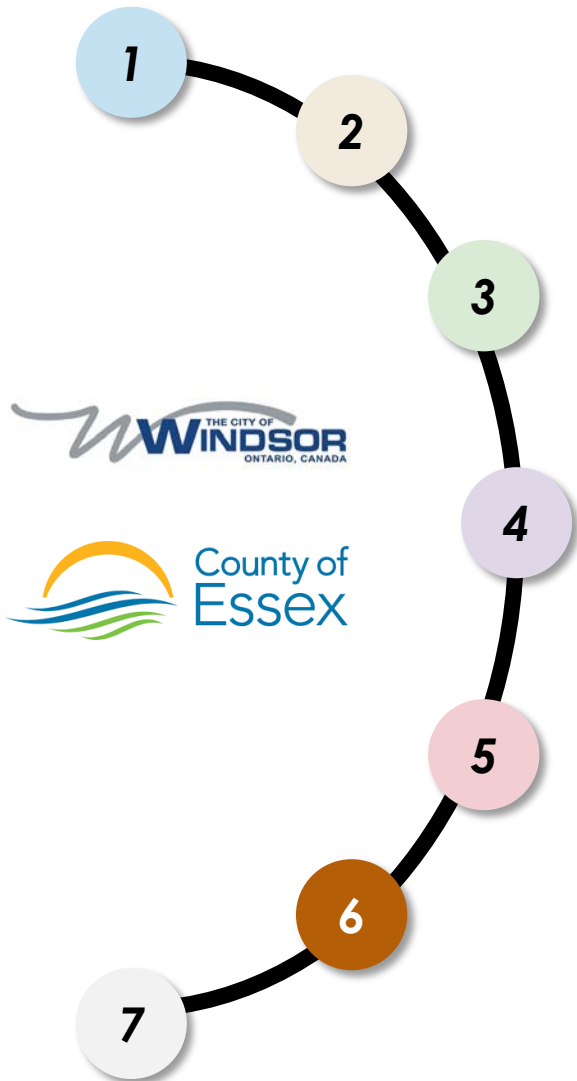 1
2
3
THE CITY OF
WINDSOR
ONTARIO, CANADA
4
County of
Essex
5
6
7